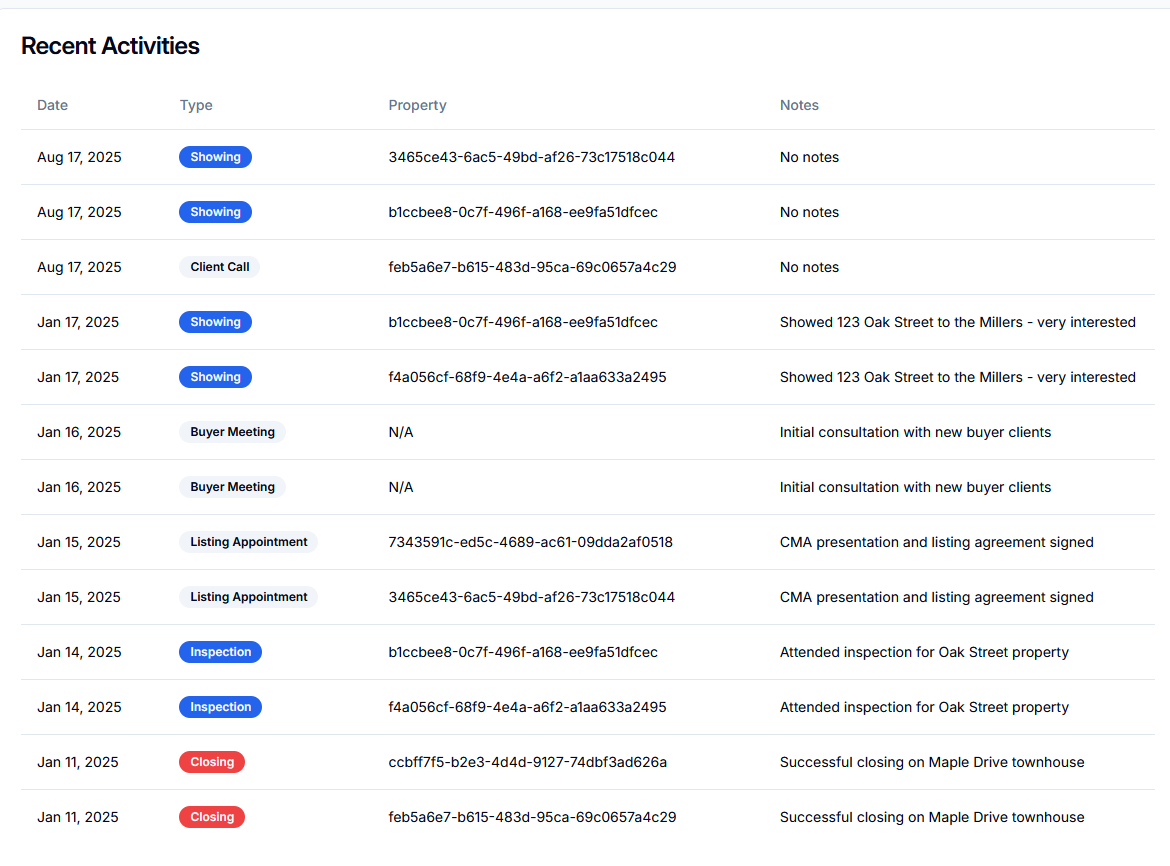 Recent Activities
Date Type Property Notes
Aug 17, 2025 Showing 3465ce43-6ac5-49bd-af26-73c17518c044 No notes
Aug 17, 2025 Showing b1ccbee8-0c7f-496f-a168-ee9fa51dfcec No notes
Aug 17, 2025 Client Call feb5a6e7-b615-483d-95ca-69c0657a4c29 No notes
Jan 17, 2025 Showing b1ccbee8-0c7f-496f-a168-ee9fa51dfcec Showed 123 Oak Street to the Millers - very interested
Jan 17, 2025 Showing f4a056cf-68f9-4e4a-a6f2-a1aa633a2495 Showed 123 Oak Street to the Millers - very interested
Jan 16, 2025 Buyer Meeting N/A Initial consultation with new buyer clients
Jan 16, 2025 Buyer Meeting N/A Initial consultation with new buyer clients
Jan 15, 2025 Listing Appointment 7343591c-ed5c-4689-ac61-09dda2af0518 CMA presentation and listing agreement signed
Jan 15, 2025 Listing Appointment 3465ce43-6ac5-49bd-af26-73c17518c044 CMA presentation and listing agreement signed
Jan 14, 2025 Inspection b1ccbee8-0c7f-496f-a168-ee9fa51dfcec Attended inspection for Oak Street property
Jan 14, 2025 Inspection f4a056cf-68f9-4e4a-a6f2-a1aa633a2495 Attended inspection for Oak Street property
Jan 11, 2025 Closing ccbff7f5-b2e3-4d4d-9127-74dbf3ad626a Successful closing on Maple Drive townhouse
Jan 11, 2025 Closing feb5a6e7-b615-483d-95ca-69c0657a4c29 Successful closing on Maple Drive townhouse